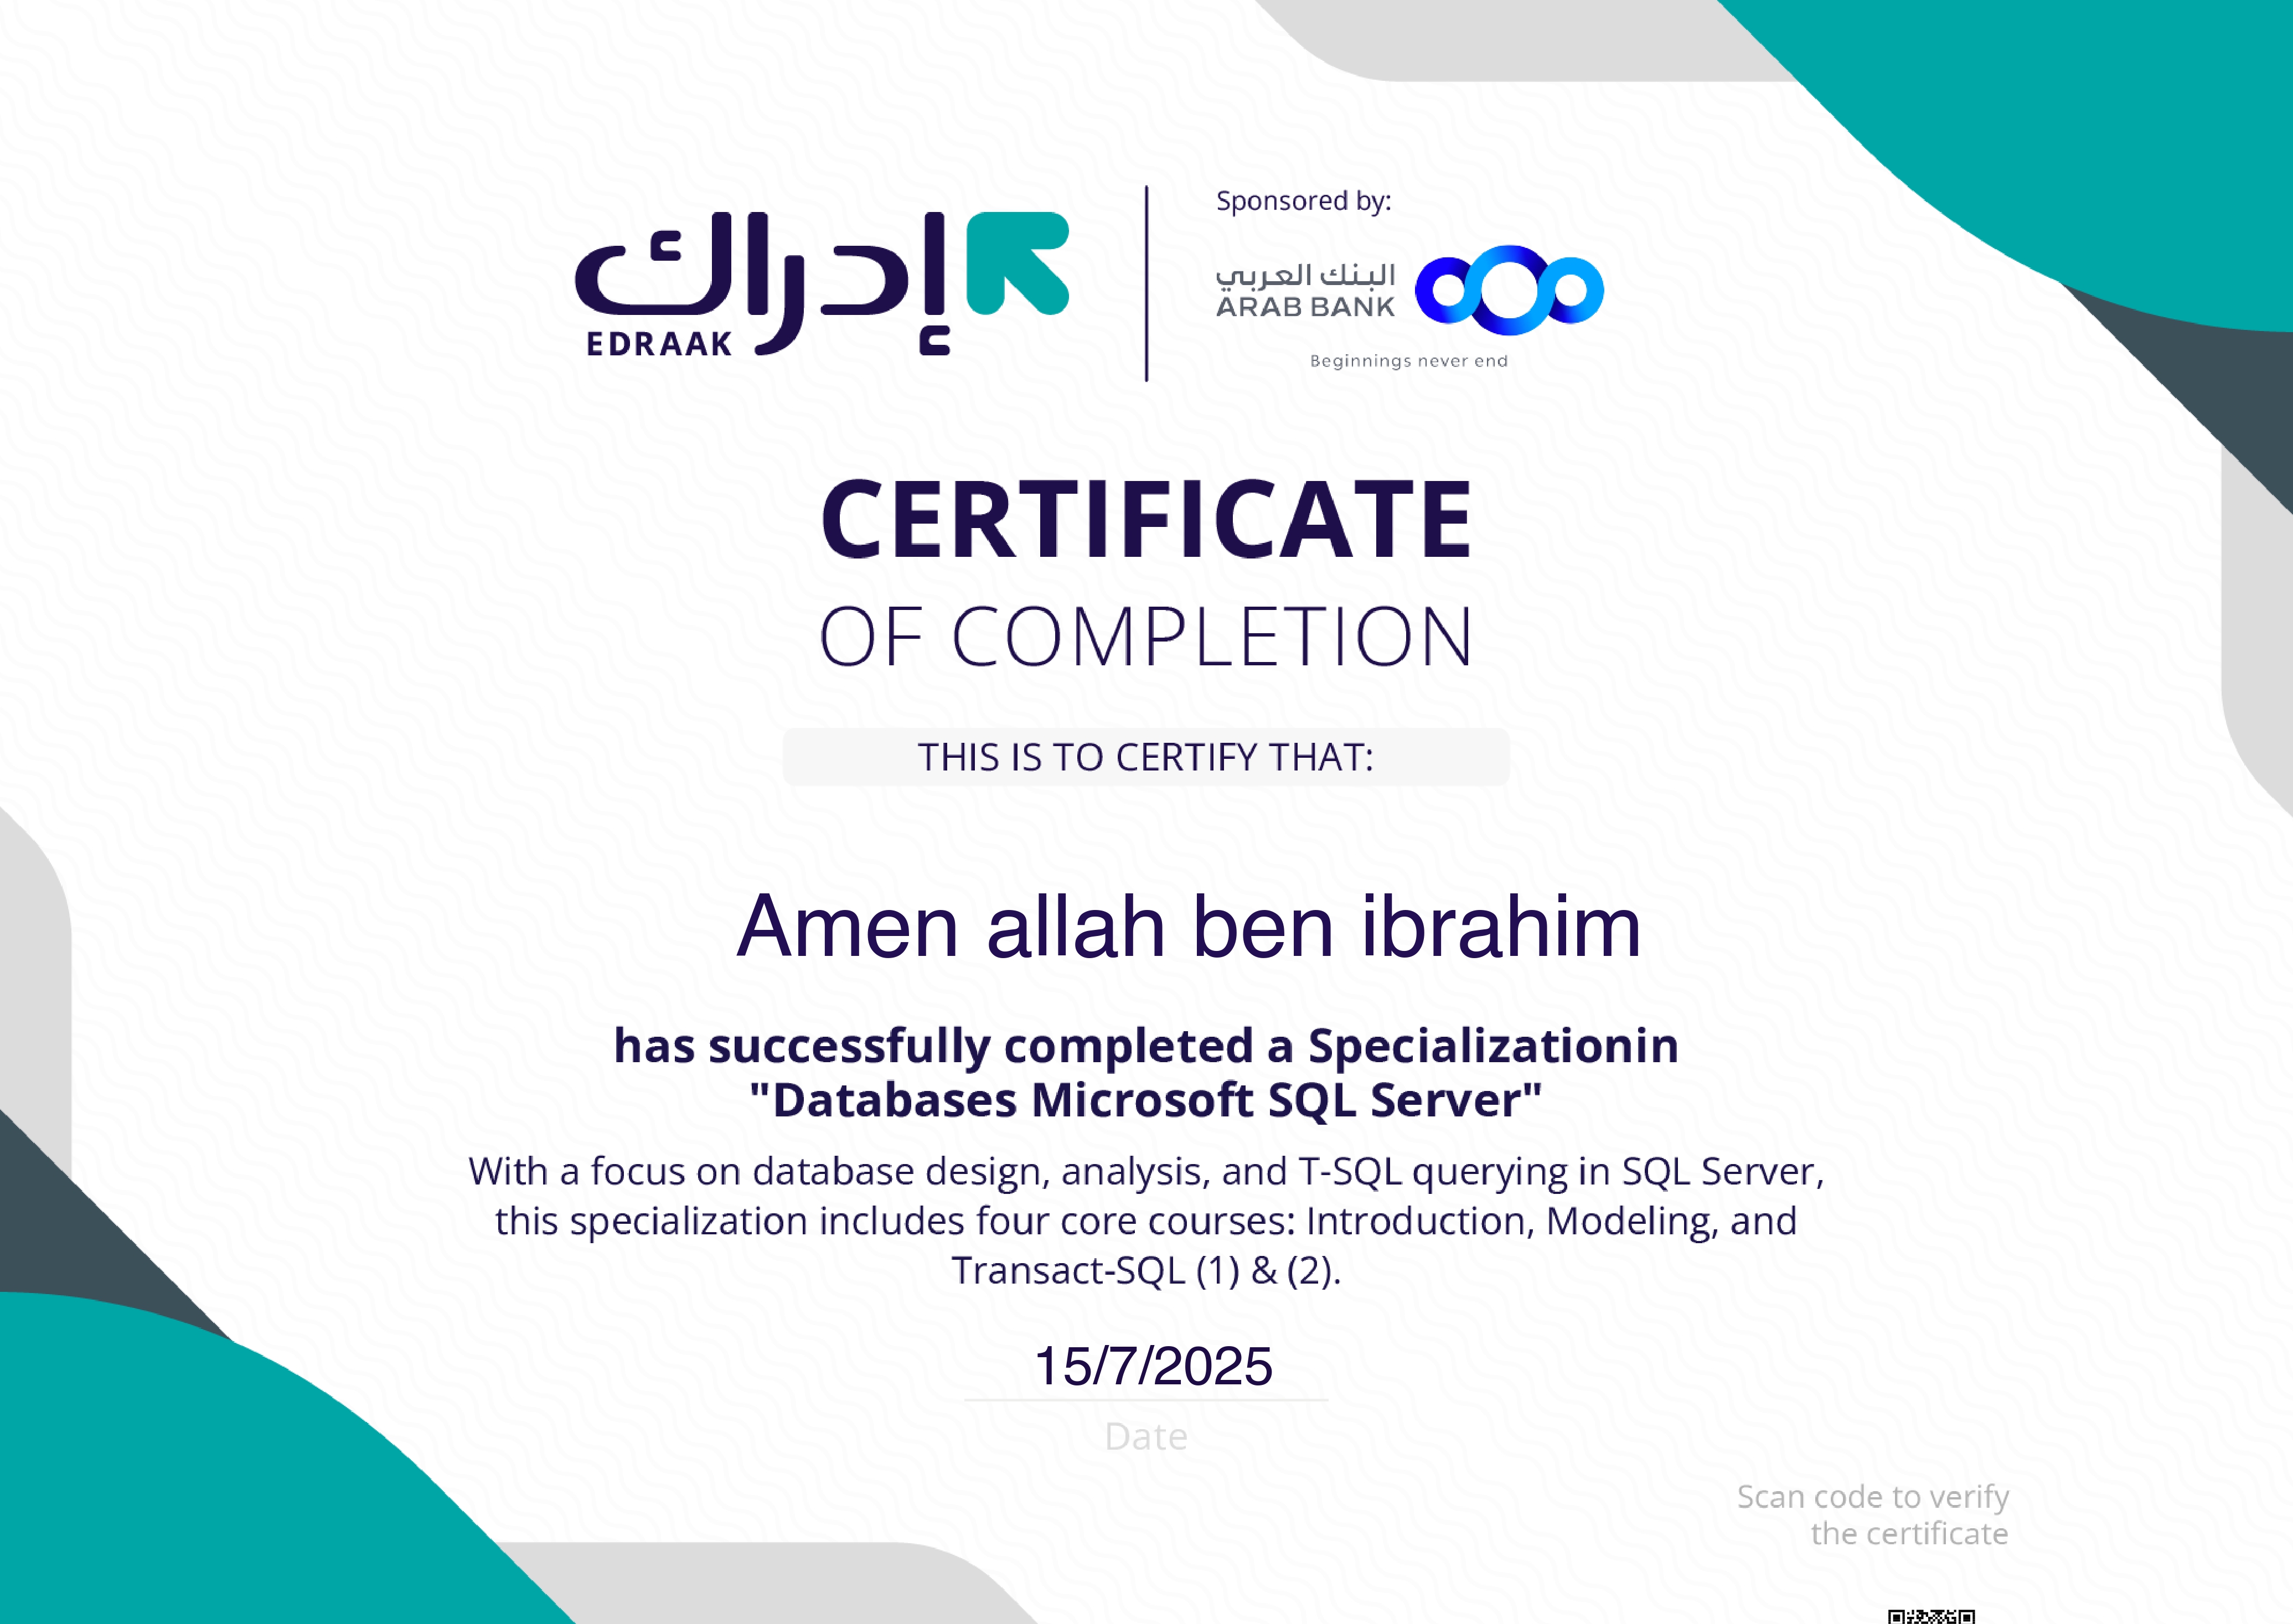 إدراك
EDRAAK
Sponsored by:
البنك العربي
ARAB BANK
Beginnings never end
CERTIFICATE
OF COMPLETION
THIS IS TO CERTIFY THAT:
Amen allah ben ibrahim
has successfully completed a Specializationin
"Databases Microsoft SQL Server"
With a focus on database design, analysis, and T-SQL querying in SQL Server,
this specialization includes four core courses: Introduction, Modeling, and
Transact-SQL (1) & (2).
15/7/2025
Date
Scan code to verify
the certificate